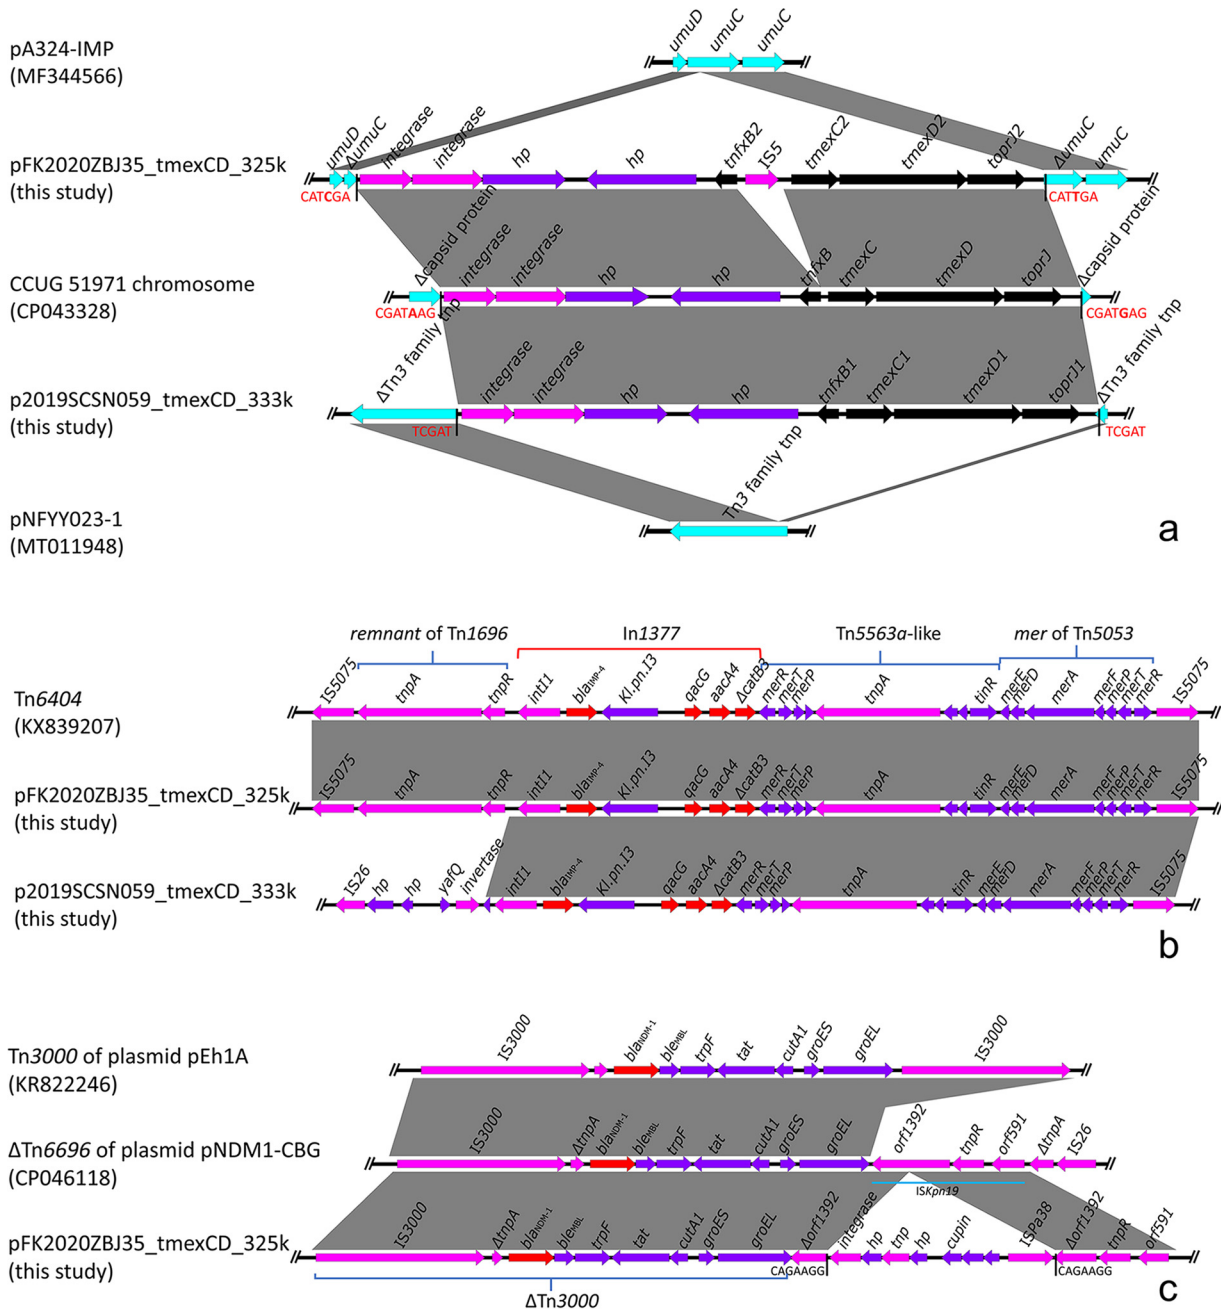 pA324-IMP
(MF344566)
umuD
umuC
umuC
pFK2020ZBJ35_tmexCD_325k
(this study)
umuD
ΔumuC
integrase
integrase
hp
hp
tnfxB2
IS5
tmexC2
tmexD2
toprJ2
ΔumuC
umuC
CATCGA
CATTGA
CCUG 51971 chromosome
(CP043328)
Δcapsid protein
integrase
integrase
hp
hp
tnfxB
tmexC
tmexD
toprJ
Δcapsid protein
CGATAAG
CGATGAG
p2019SCSN059_tmexCD_333k
(this study)
ΔTn3 family tnp
integrase
integrase
hp
hp
tnfxB1
tmexC1
tmexD1
toprJ1
ΔTn3 family tnp
TCGAT
TCGAT
pNFYY023-1
(MT011948)
Tn3 family tnp
a
remnant of Tn1696
In1377
Tn5563a-like
mer of Tn5053
Tn6404
(KX839207)
IS5075
tnpA
tnpR
intI1
blaIMP-4
Kl.pn.I3
qacG
aacA4
ΔcatB3
merR
merT
merP
tnpA
tinR
merE
merD
merA
merF
merP
merT
merR
IS5075
pFK2020ZBJ35_tmexCD_325k
(this study)
IS5075
tnpA
tnpR
intI1
blaIMP-4
Kl.pn.I3
qacG
aacA4
ΔcatB3
merR
merT
merP
tnpA
tinR
merE
merD
merA
merF
merP
merT
merR
IS5075
p2019SCSN059_tmexCD_333k
(this study)
IS26
hp
hp
yafQ
invertase
intI1
blaIMP-4
Kl.pn.I3
qacG
aacA4
ΔcatB3
merR
merT
merP
tnpA
tinR
merE
merD
merA
merF
merP
merT
merR
IS5075
b
Tn3000 of plasmid pEh1A
(KR822246)
IS3000
blaNDM-1
bleMBL
trpF
tat
cutA1
groES
groEL
IS3000
ΔTn6696 of plasmid pNDM1-CBG
(CP046118)
IS3000
ΔtnpA
blaNDM-1
bleMBL
trpF
tat
cutA1
groES
groEL
orf1392
tnpR
orf591
ΔtnpA
IS26
ISKpn19
pFK2020ZBJ35_tmexCD_325k
(this study)
IS3000
ΔtnpA
blaNDM-1
bleMBL
trpF
tat
cutA1
groES
groEL
Δorf1392
integrase
hp
tnp
hp
cupin
ISPa38
Δorf1392
tnpR
orf591
CAGAAGG
CAGAAGG
ΔTn3000
c